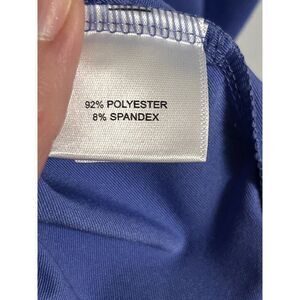 92% POLYESTER
8% SPANDEX